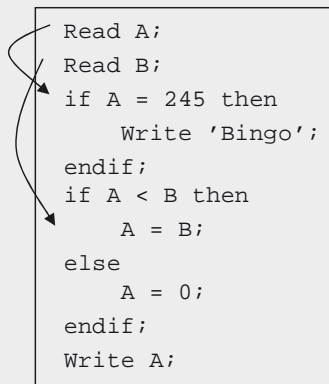 Read A;
Read B;
if A = 245 then
Write 'Bingo';
endif;
if A < B then
A = B;
else
A = 0;
endif;
Write A;